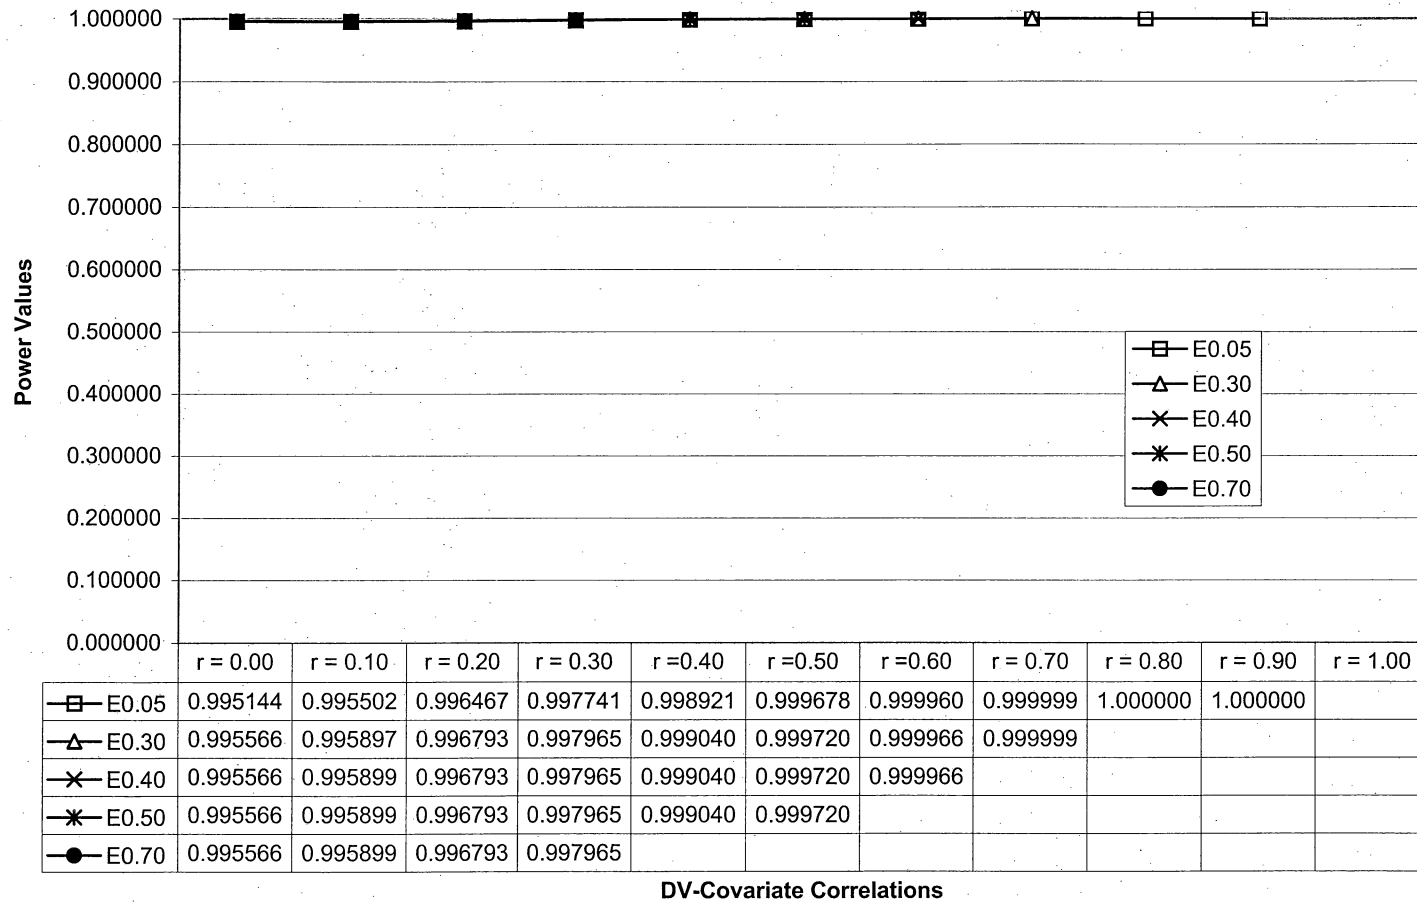 1.000000
0.900000
0.800000
0.700000
0.600000
0.500000
0.400000
0.300000
0.200000
0.100000
0.000000
Power Values
E0.05
E0.30
E0.40
E0.50
E0.70
r = 0.00 r = 0.10 r = 0.20 r = 0.30 r =0.40 r =0.50 r =0.60 r = 0.70 r = 0.80 r = 0.90 r = 1.00
E0.05 0.995144 0.995502 0.996467 0.997741 0.998921 0.999678 0.999960 0.999999 1.000000 1.000000
E0.30 0.995566 0.995897 0.996793 0.997965 0.999040 0.999720 0.999966 0.999999
E0.40 0.995566 0.995899 0.996793 0.997965 0.999040 0.999720 0.999966
E0.50 0.995566 0.995899 0.996793 0.997965 0.999040 0.999720
E0.70 0.995566 0.995899 0.996793 0.997965
DV-Covariate Correlations